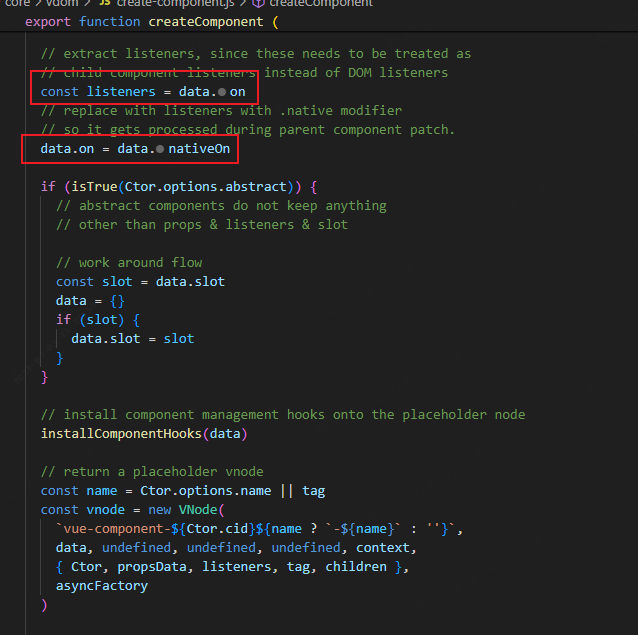 core > vdom > JS create-component.js > createComponent
export function createComponent (
// extract listeners, since these needs to be treated as
// child component listeners instead of DOM listeners
const listeners = data.● on
// replace with listeners with .native modifier
// so it gets processed during parent component patch.
data.on = data.● nativeOn
if (isTrue(Ctor.options.abstract)) {
// abstract components do not keep anything
// other than props & listeners & slot
// work around flow
const slot = data.slot
data = {}
if (slot) {
data.slot = slot
}
}
// install component management hooks onto the placeholder node
installComponentHooks(data)
// return a placeholder vnode
const name = Ctor.options.name || tag
const vnode = new VNode(
`vue-component-${Ctor.cid}${name ? `-${name}` : ''}`,
data, undefined, undefined, undefined, context,
{ Ctor, propsData, listeners, tag, children },
asyncFactory
)